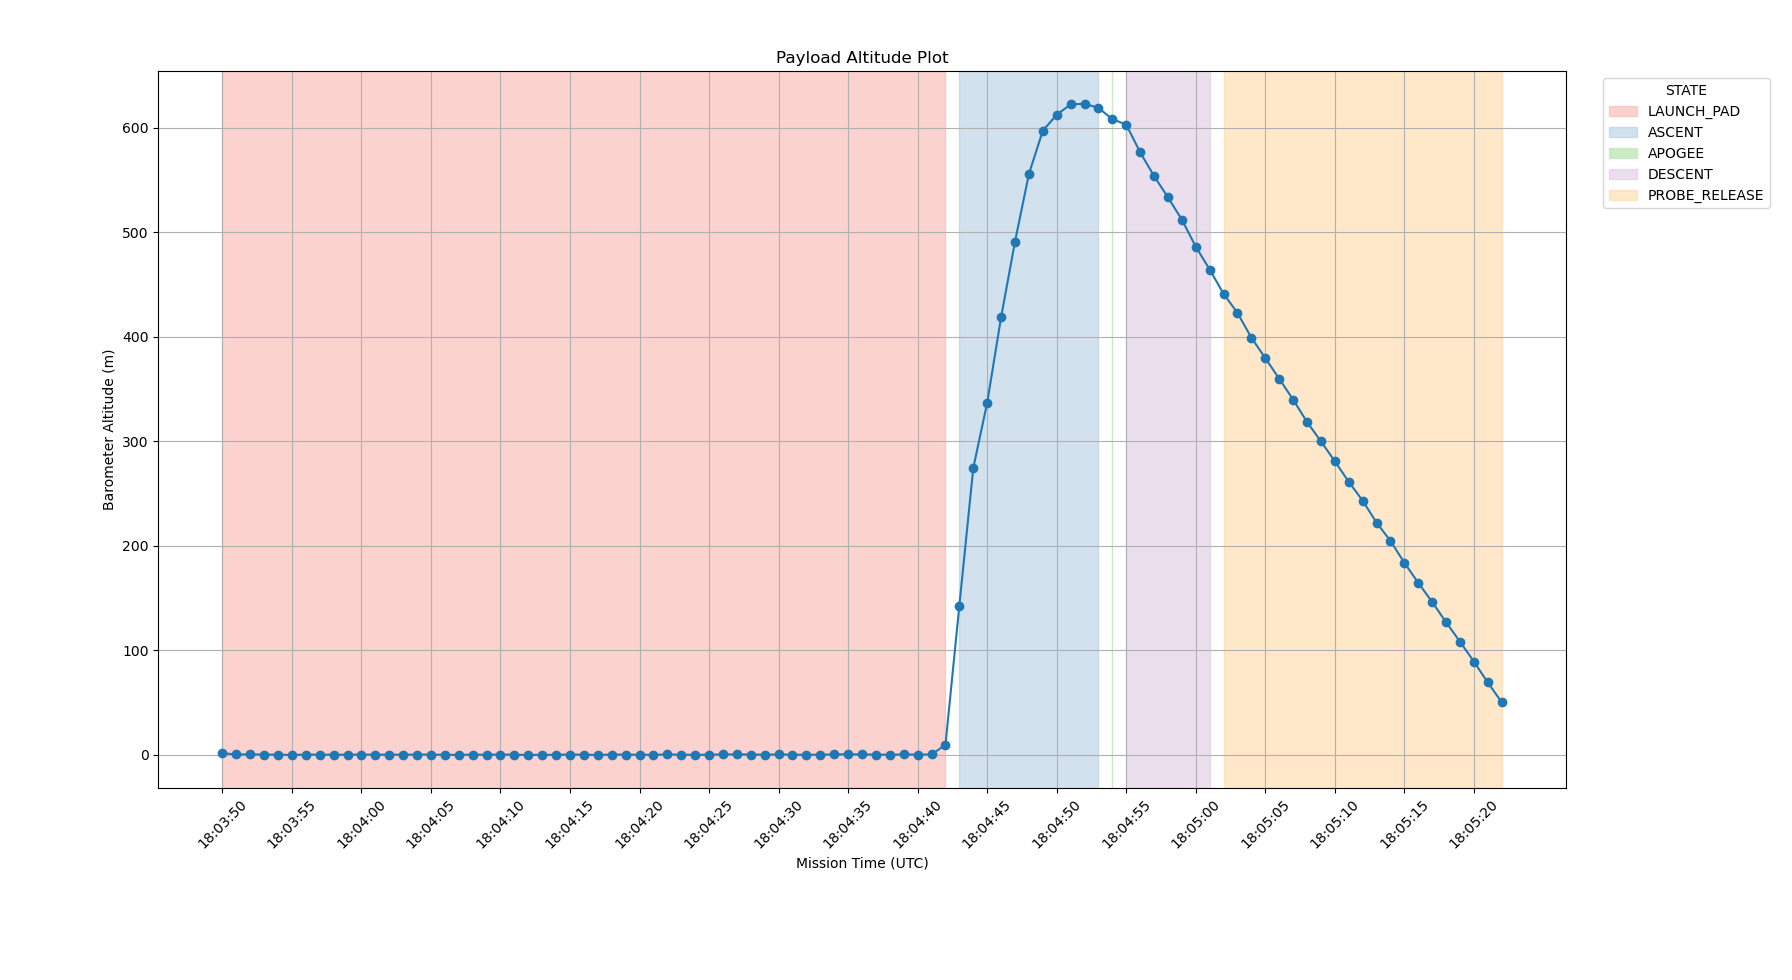 Payload Altitude Plot
STATE
LAUNCH_PAD
ASCENT
APOGEE
DESCENT
PROBE_RELEASE
Barometer Altitude (m)
600
500
400
300
200
100
0
18:03:50
18:03:55
18:04:00
18:04:05
18:04:10
18:04:15
18:04:20
18:04:25
18:04:30
18:04:35
18:04:40
18:04:45
18:04:50
18:04:55
18:05:00
18:05:05
18:05:10
18:05:15
18:05:20
Mission Time (UTC)